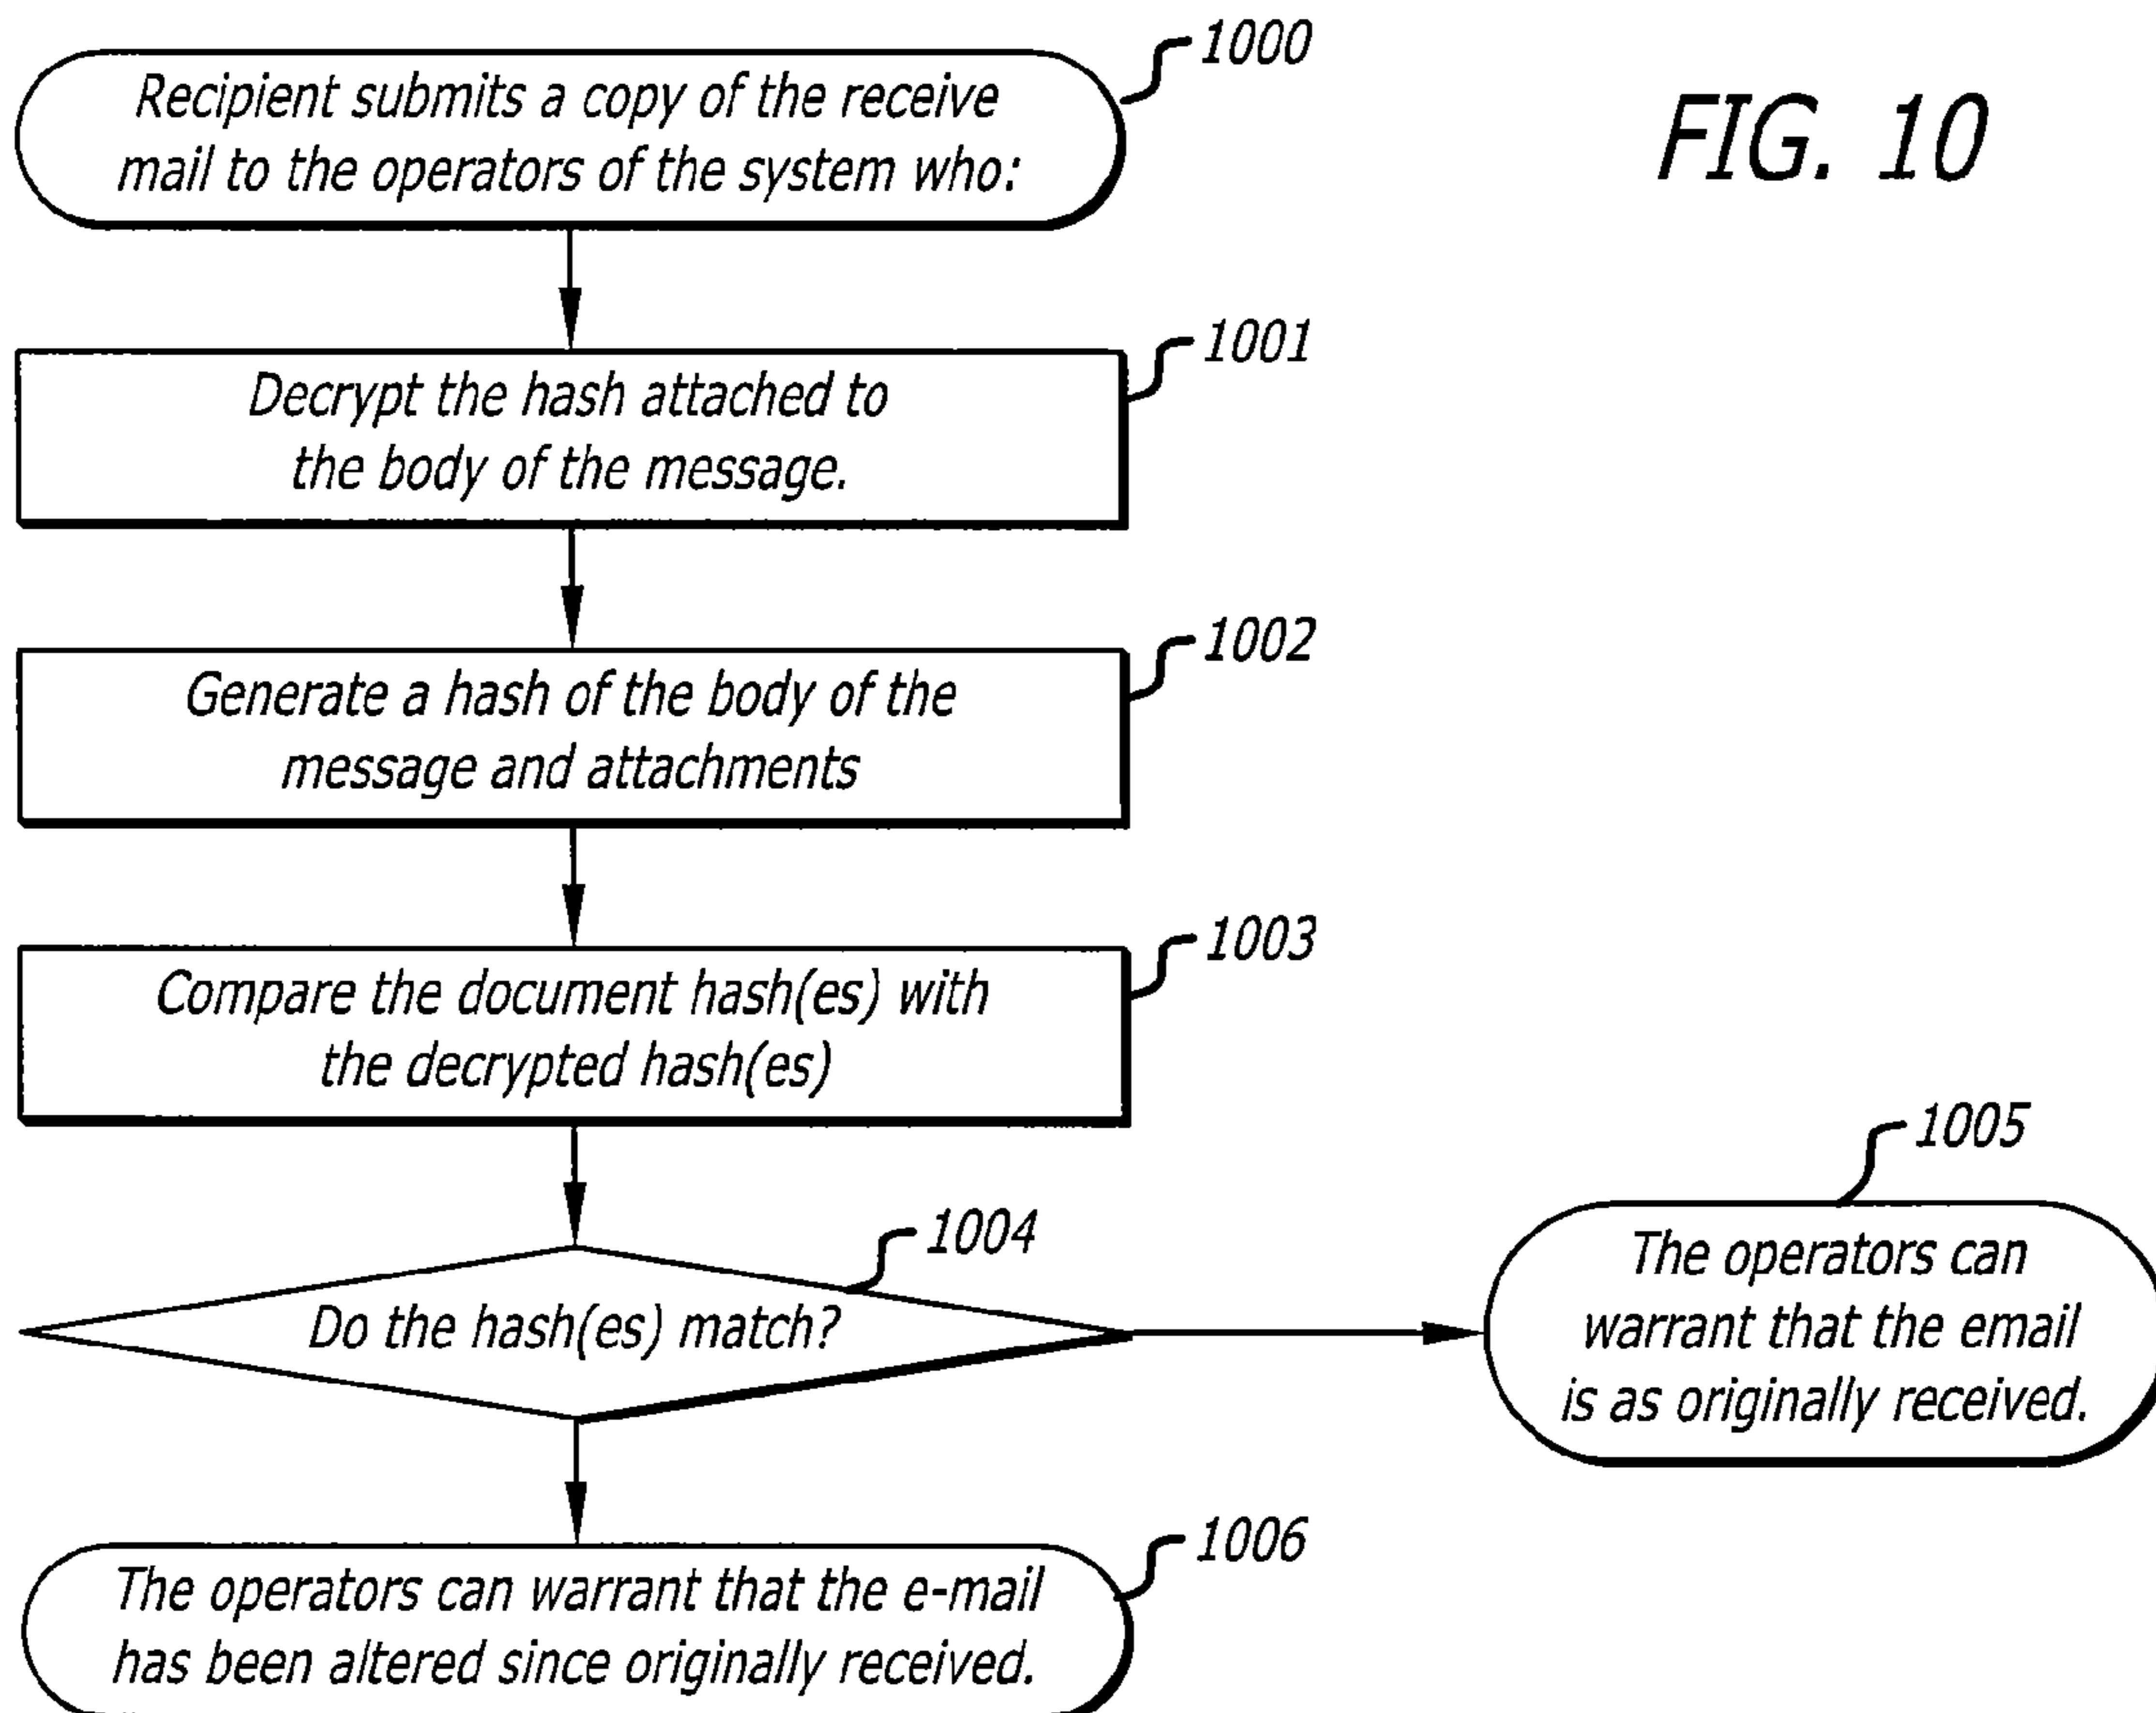 1000
Recipient submits a copy of the receive
mail to the operators of the system who:
FIG. 10
1001
Decrypt the hash attached to
the body of the message.
1002
Generate a hash of the body of the
message and attachments
1003
Compare the document hash(es) with
the decrypted hash(es)
1004
Do the hash(es) match?
1005
The operators can
warrant that the email
is as originally received.
1006
The operators can warrant that the e-mail
has been altered since originally received.